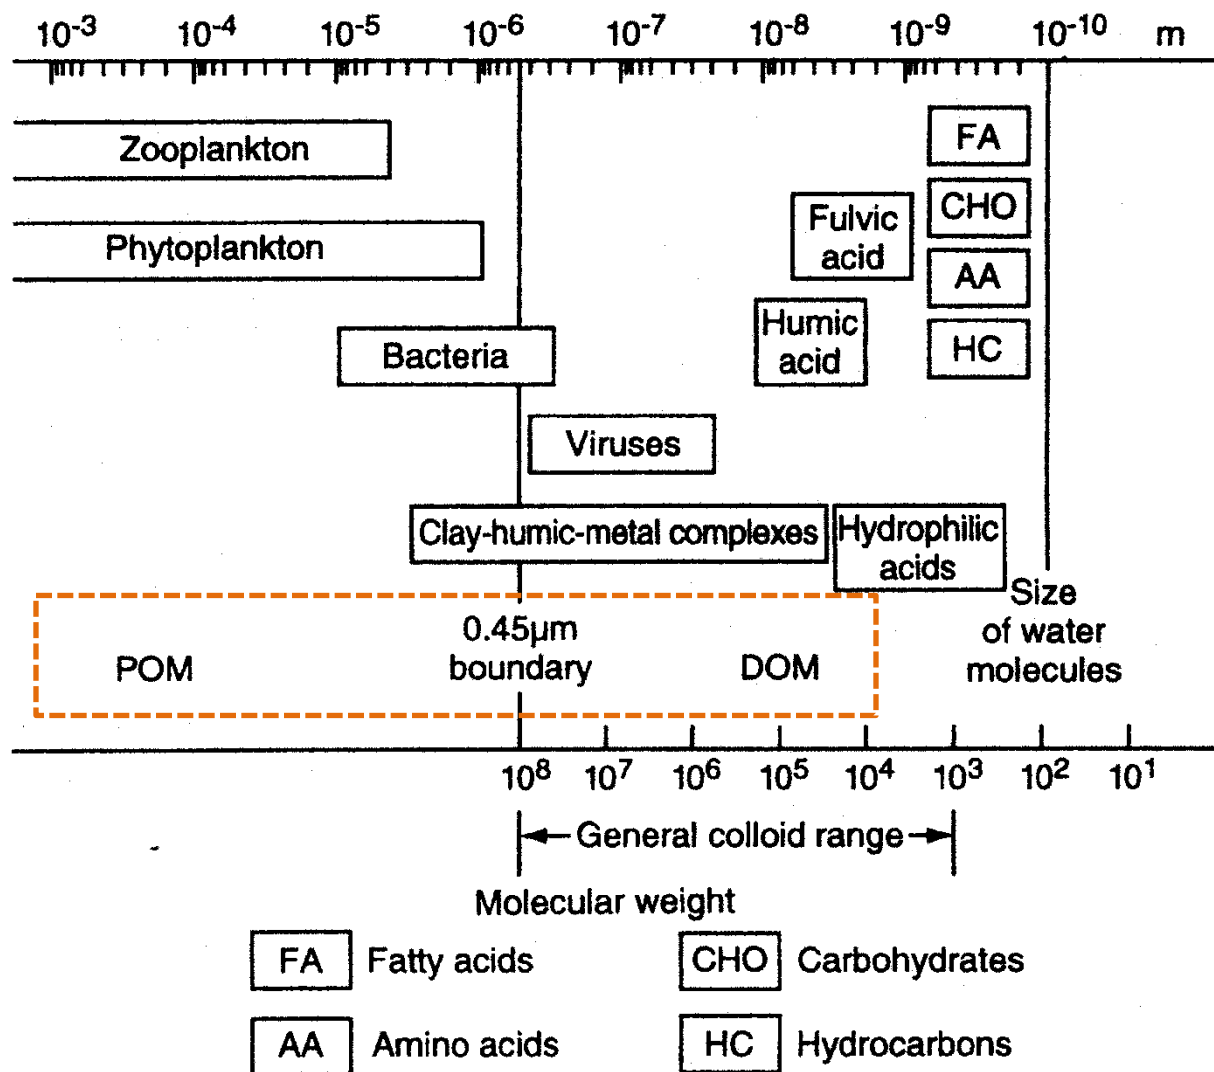 10⁻³ 10⁻⁴ 10⁻⁵ 10⁻⁶ 10⁻⁷ 10⁻⁸ 10⁻⁹ 10⁻¹⁰ m
Zooplankton
FA
CHO
Phytoplankton
Fulvic
acid
AA
Bacteria
Humic
acid
HC
Viruses
Clay-humic-metal complexes
Hydrophilic
acids
POM
0.45µm
boundary
DOM
Size
of water
molecules
10⁸ 10⁷ 10⁶ 10⁵ 10⁴ 10³ 10² 10¹
General colloid range
Molecular weight
FA Fatty acids
CHO Carbohydrates
AA Amino acids
HC Hydrocarbons